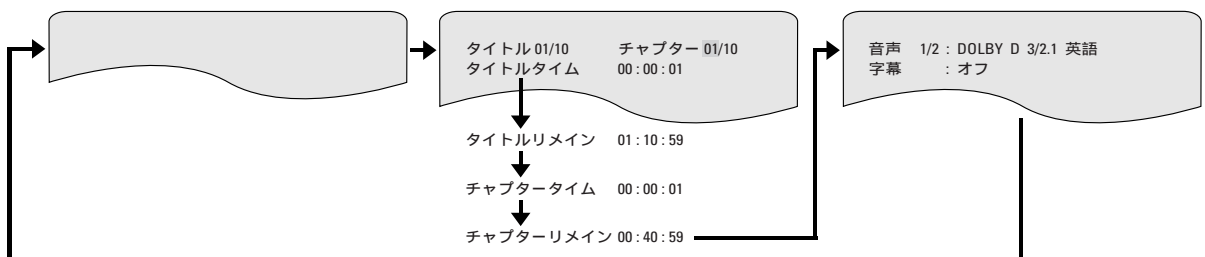 タイトル 01/10 チャプター 01/10
タイトルタイム 00:00:01
タイトルリメイン 01:10:59
チャプタータイム 00:00:01
チャプターリメイン 00:40:59
音声 1/2 : DOLBY D 3/2.1 英語
字幕 : オフ